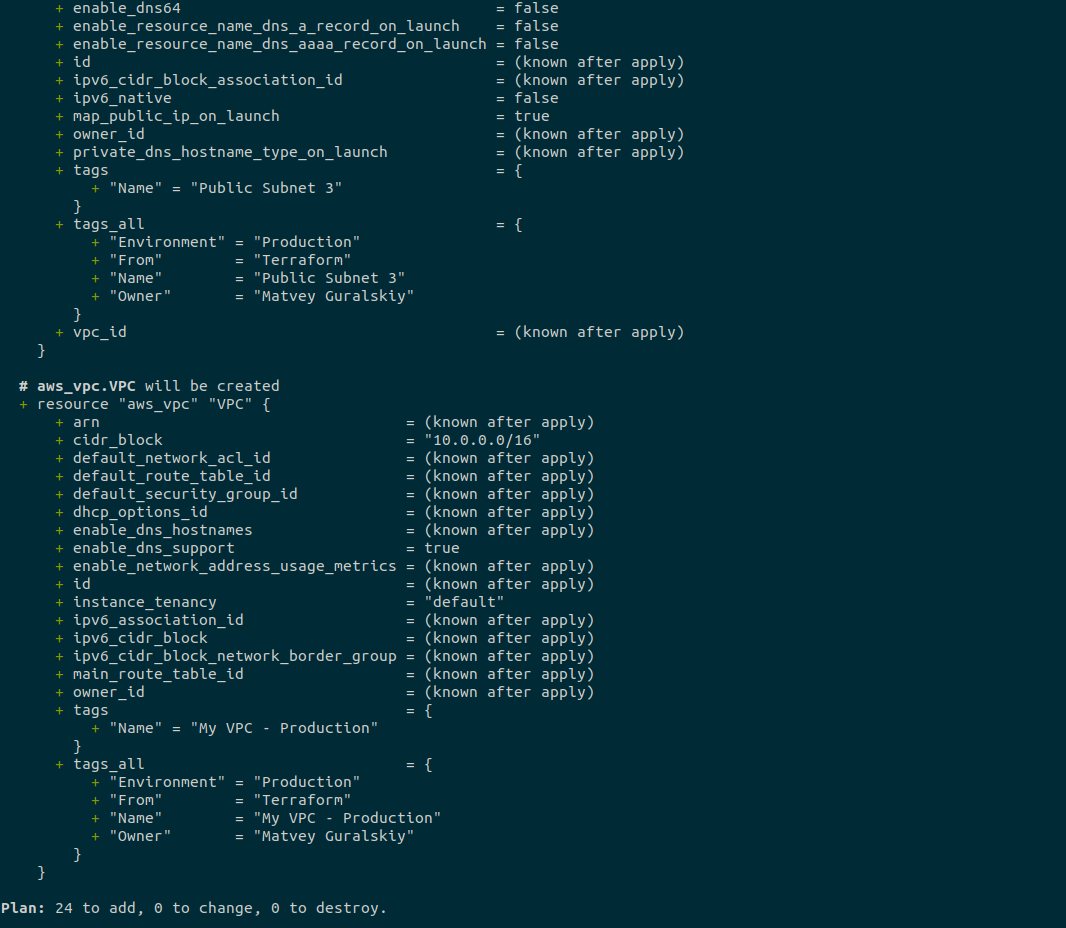 + enable_dns64 = false
+ enable_resource_name_dns_a_record_on_launch = false
+ enable_resource_name_dns_aaaa_record_on_launch = false
+ id = (known after apply)
+ ipv6_cidr_block_association_id = (known after apply)
+ ipv6_native = false
+ map_public_ip_on_launch = true
+ owner_id = (known after apply)
+ private_dns_hostname_type_on_launch = (known after apply)
+ tags = {
+ "Name" = "Public Subnet 3"
}
+ tags_all = {
+ "Environment" = "Production"
+ "From" = "Terraform"
+ "Name" = "Public Subnet 3"
+ "Owner" = "Matvey Guralskiy"
}
+ vpc_id = (known after apply)
}
# aws_vpc.VPC will be created
+ resource "aws_vpc" "VPC" {
+ arn = (known after apply)
+ cidr_block = "10.0.0.0/16"
+ default_network_acl_id = (known after apply)
+ default_route_table_id = (known after apply)
+ default_security_group_id = (known after apply)
+ dhcp_options_id = (known after apply)
+ enable_dns_hostnames = (known after apply)
+ enable_dns_support = true
+ enable_network_address_usage_metrics = (known after apply)
+ id = (known after apply)
+ instance_tenancy = "default"
+ ipv6_association_id = (known after apply)
+ ipv6_cidr_block = (known after apply)
+ ipv6_cidr_block_network_border_group = (known after apply)
+ main_route_table_id = (known after apply)
+ owner_id = (known after apply)
+ tags = {
+ "Name" = "My VPC - Production"
}
+ tags_all = {
+ "Environment" = "Production"
+ "From" = "Terraform"
+ "Name" = "My VPC - Production"
+ "Owner" = "Matvey Guralskiy"
}
}
Plan: 24 to add, 0 to change, 0 to destroy.